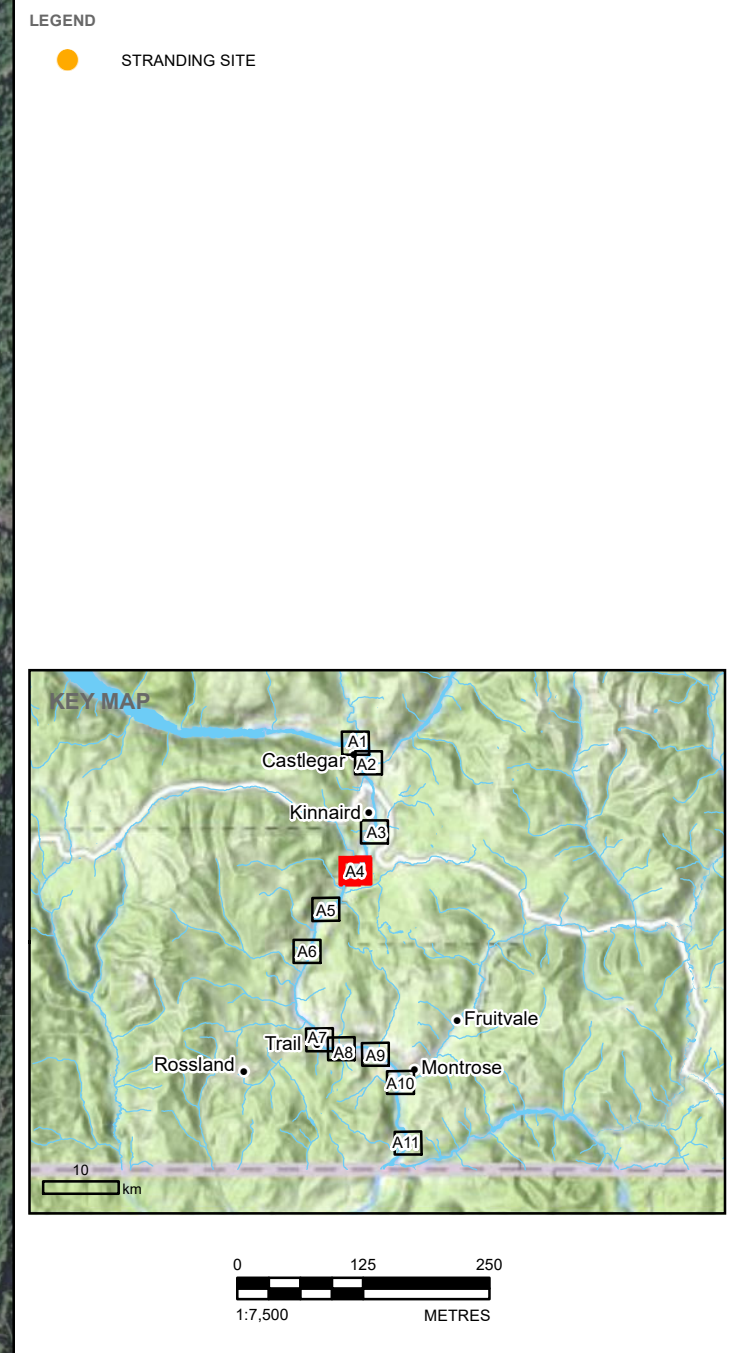 LEGEND
STRANDING SITE
KEY MAP
A1
Castlegar
A2
Kinnaird
A3
A4
A5
A6
Fruitvale
Trail
A7
A8
A9
Rossland
Montrose
A10
A11
10
km
0 125 250
1:7,500 METRES